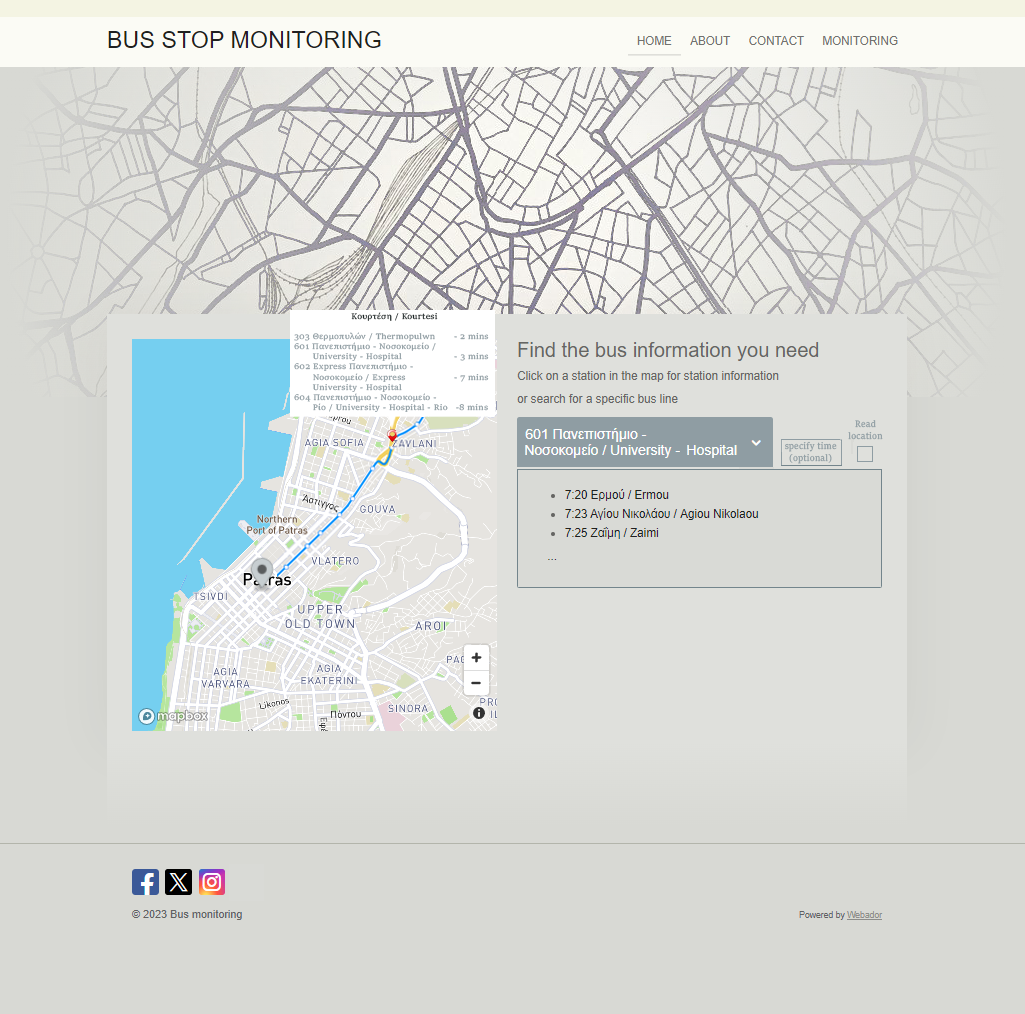 BUS STOP MONITORING
HOME ABOUT CONTACT MONITORING
Κουρτέση / Kourtesi
303 Θερμοπυλών / Thermopulwn - 2 mins
601 Πανεπιστήμιο - Νοσοκομείο /
University - Hospital - 3 mins
602 Express Πανεπιστήμιο -
Νοσοκομείο / Express - 7 mins
University - Hospital
604 Πανεπιστήμιο - Νοσοκομείο -
Ρίο / University - Hospital - Rio -8 mins
AGIA SOFIA
ZAVLANI
Άστιγγος
GOUVA
Northern
Port of Patras
VLATERO
Patras
TSIVDI
UPPER
OLD TOWN
AROI
AGIA
VARVARA
AGIA
EKATERINI
Likonos
Πόντου
SINORA
mapbox
Find the bus information you need
Click on a station in the map for station information
or search for a specific bus line
601 Πανεπιστήμιο -
Νοσοκομείο / University - Hospital
specify time
(optional)
Read
location
7:20 Ερμού / Ermou
7:23 Αγίου Νικολάου / Agiou Nikolaou
7:25 Ζαΐμη / Zaimi
...
© 2023 Bus monitoring
Powered by Webador